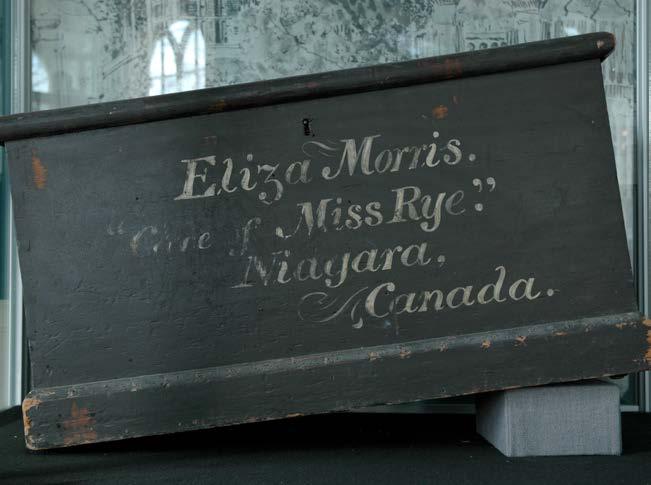 Eliza Morris.
"Care of Miss Rye."
Niagara,
Canada.